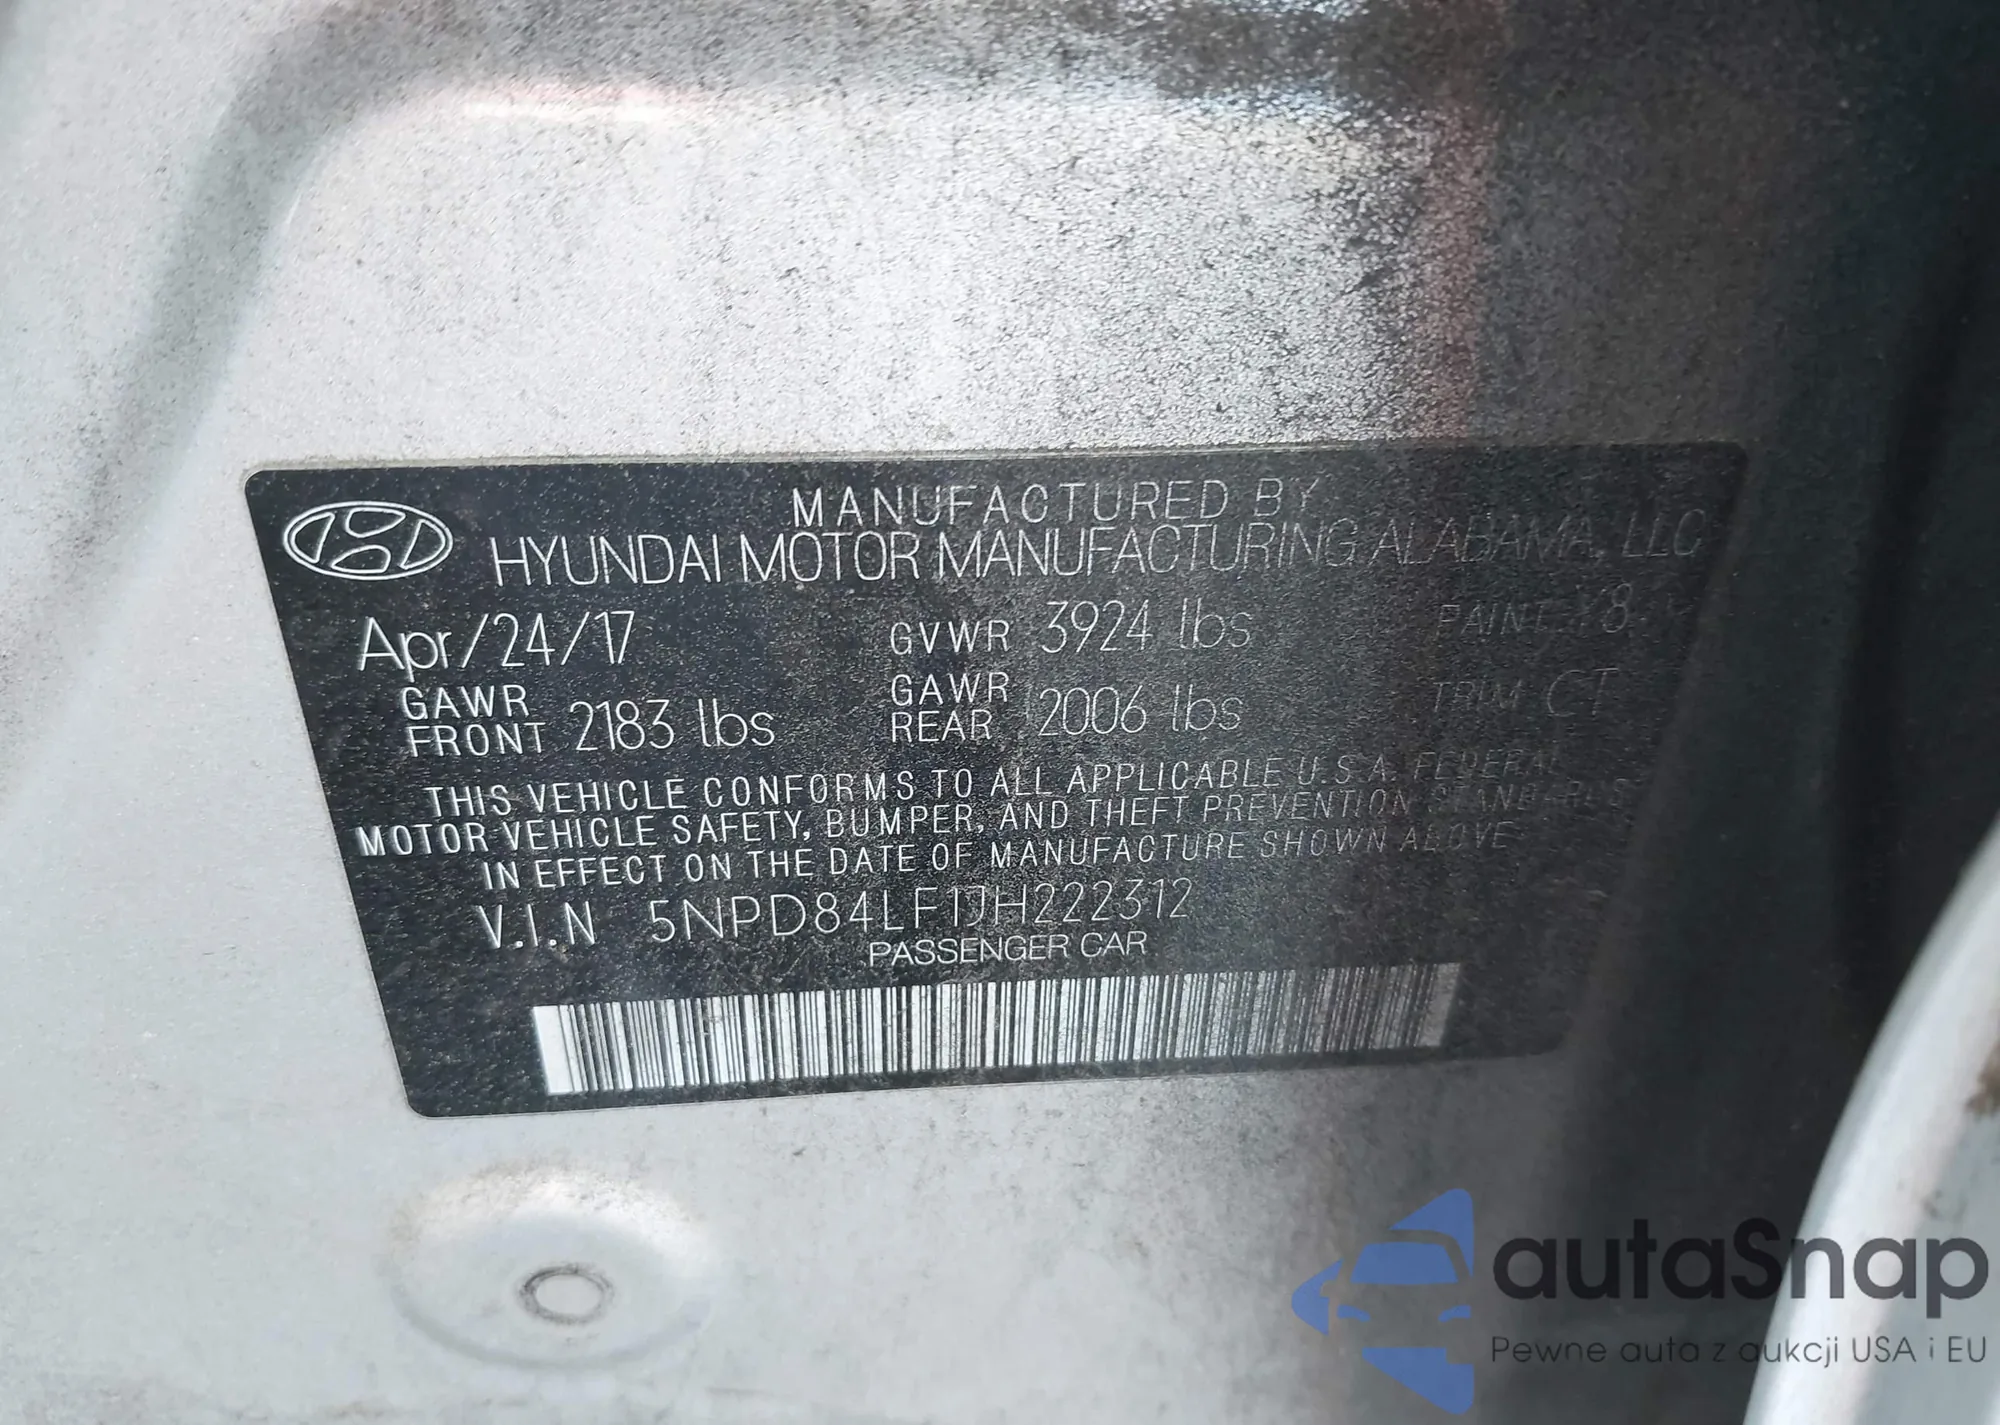 MANUFACTURED BY
HYUNDAI MOTOR MANUFACTURING ALABAMA, LLC
Apr/24/17 GVWR 3924 lbs PAINT Y8
GAWR FRONT 2183 lbs GAWR REAR 2006 lbs TRIM CT
THIS VEHICLE CONFORMS TO ALL APPLICABLE U.S.A. FEDERAL
MOTOR VEHICLE SAFETY, BUMPER, AND THEFT PREVENTION STANDARDS
IN EFFECT ON THE DATE OF MANUFACTURE SHOWN ABOVE
V.I.N 5NPD84LF1JH222312
PASSENGER CAR
autaSnap
Pewne auta z aukcji USA i EU